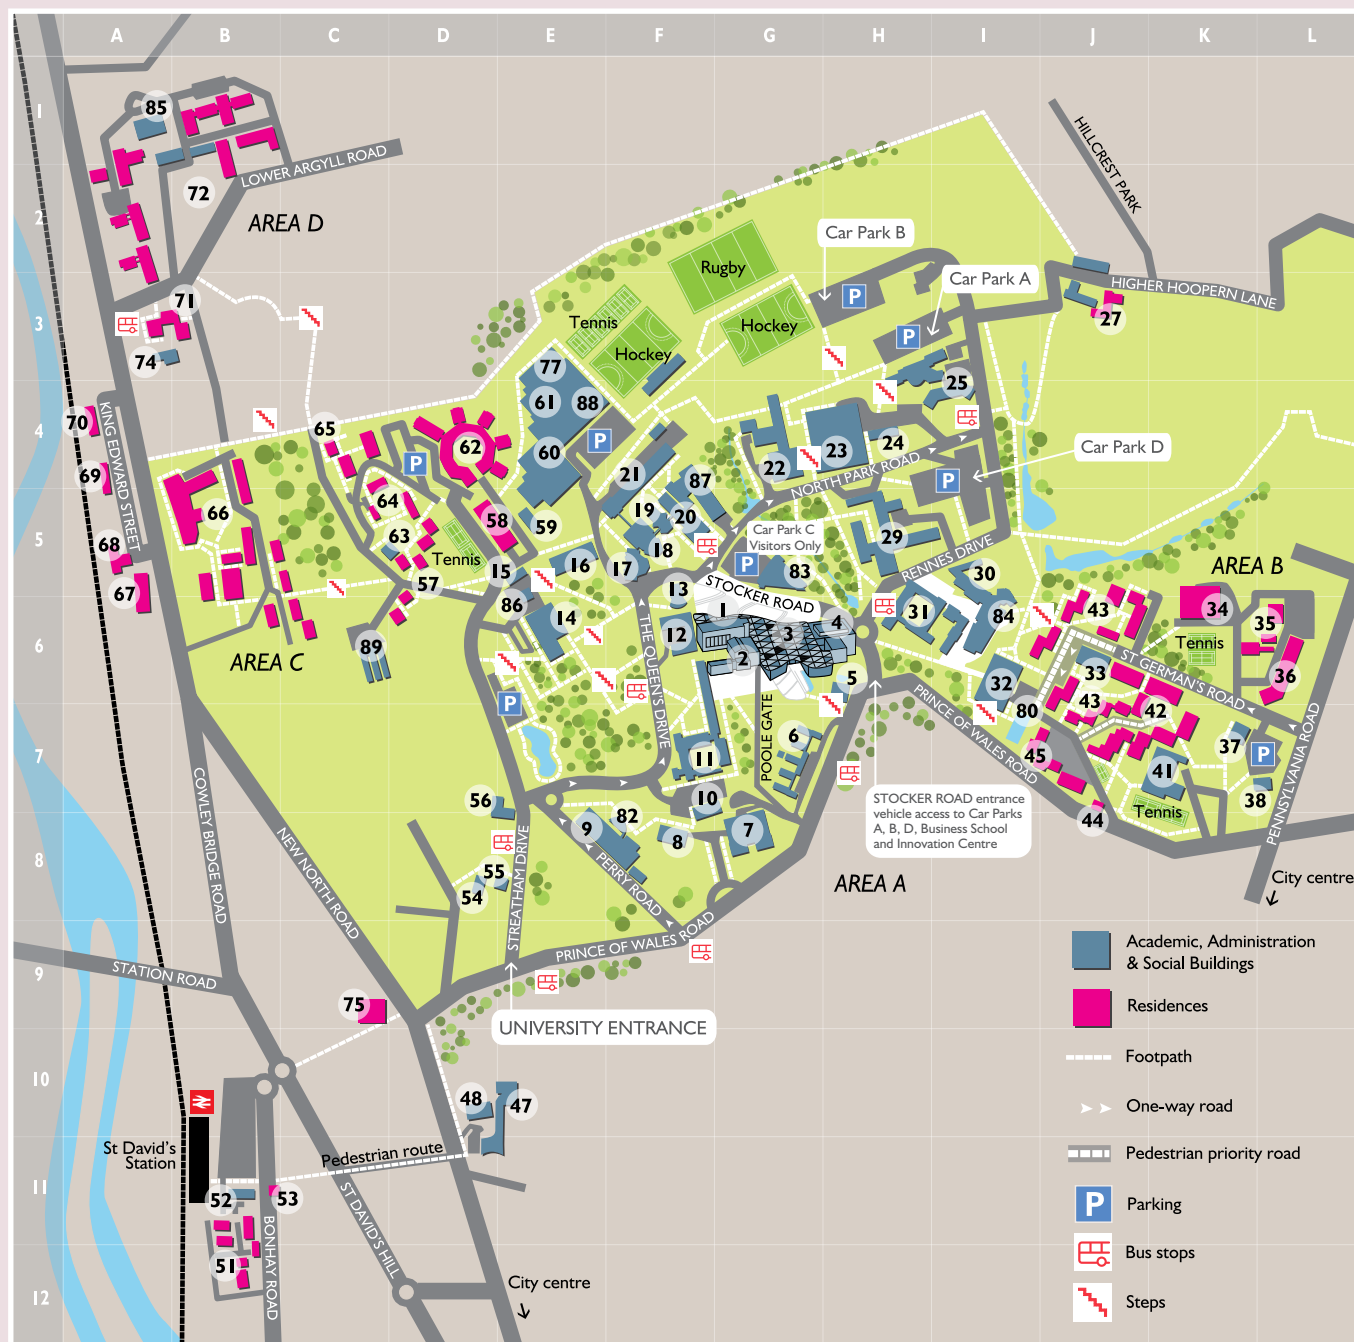 A B C D E F G H I J K L
1
2
3
4
5
6
7
8
9
10
11
12
85
72
LOWER ARGYLL ROAD
AREA D
71
74
70
69
68
67
KING EDWARD STREET
HILLCREST PARK
HIGHER HOOPERN LANE
27
Car Park B
Car Park A
Car Park D
Rugby
Hockey
Tennis
Hockey
P
P
P
P
P
77
61
88
60
59
62
65
64
63
58
57
Tennis
66
89
AREA C
25
24
23
22
NORTH PARK ROAD
21
87
19
20
18
17
16
15
86
14
13
12
Car Park C
Visitors Only
P
83
STOCKER ROAD
1
2
3
4
5
6
29
RENNES DRIVE
30
31
84
32
80
AREA B
43
34
35
36
Tennis
ST GERMAN'S ROAD
33
43
42
45
44
41
37
38
P
Tennis
PENNSYLVANIA ROAD
City centre
PRINCE OF WALES ROAD
THE QUEEN'S DRIVE
POOLE GATE
P
11
10
9
82
8
7
56
55
54
PERRY ROAD
STREATHAM DRIVE
PRINCE OF WALES ROAD
STOCKER ROAD entrance
vehicle access to Car Parks
A, B, D, Business School
and Innovation Centre
AREA A
UNIVERSITY ENTRANCE
COWLEY BRIDGE ROAD
NEW NORTH ROAD
STATION ROAD
75
48
47
St David's
Station
Pedestrian route
52
53
51
BONHAY ROAD
ST DAVID'S HILL
City centre
Academic, Administration
& Social Buildings
Residences
Footpath
One-way road
Pedestrian priority road
P Parking
Bus stops
Steps